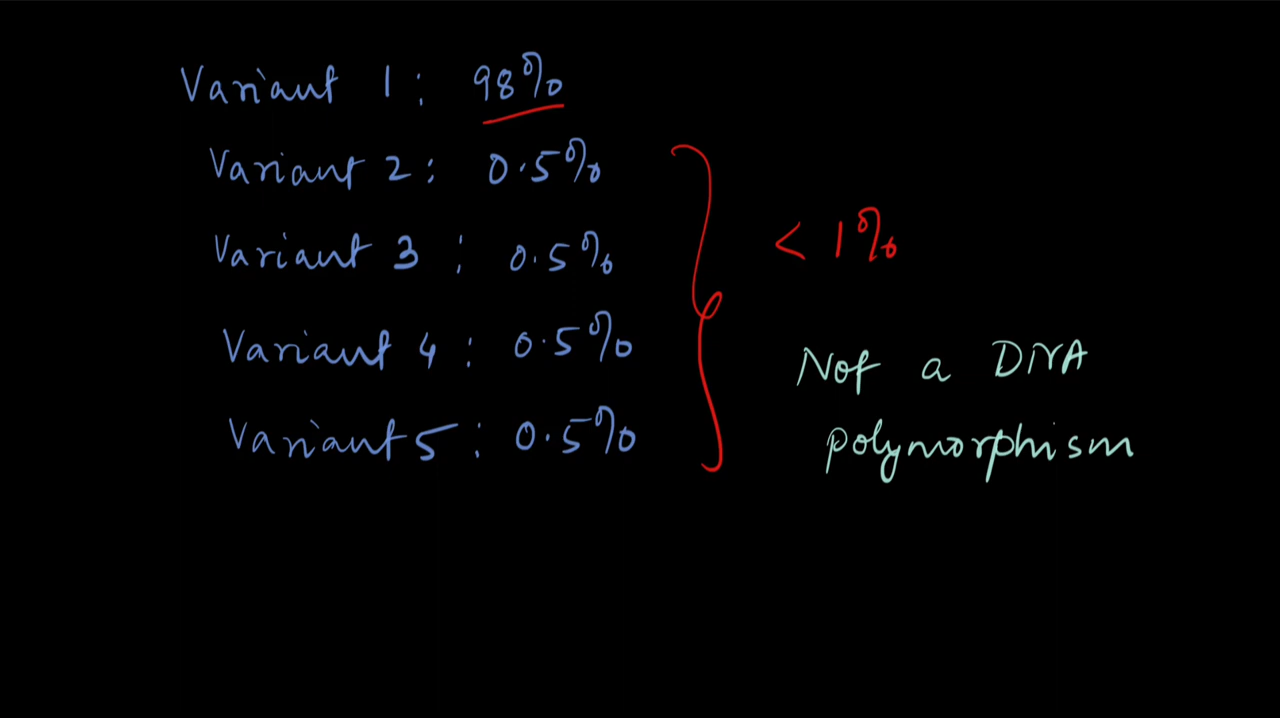 Variant 1 : 98%
Variant 2 : 0.5%
Variant 3 : 0.5%
Variant 4 : 0.5%
Variant 5 : 0.5%
< 1%
Not a DNA
polymorphism